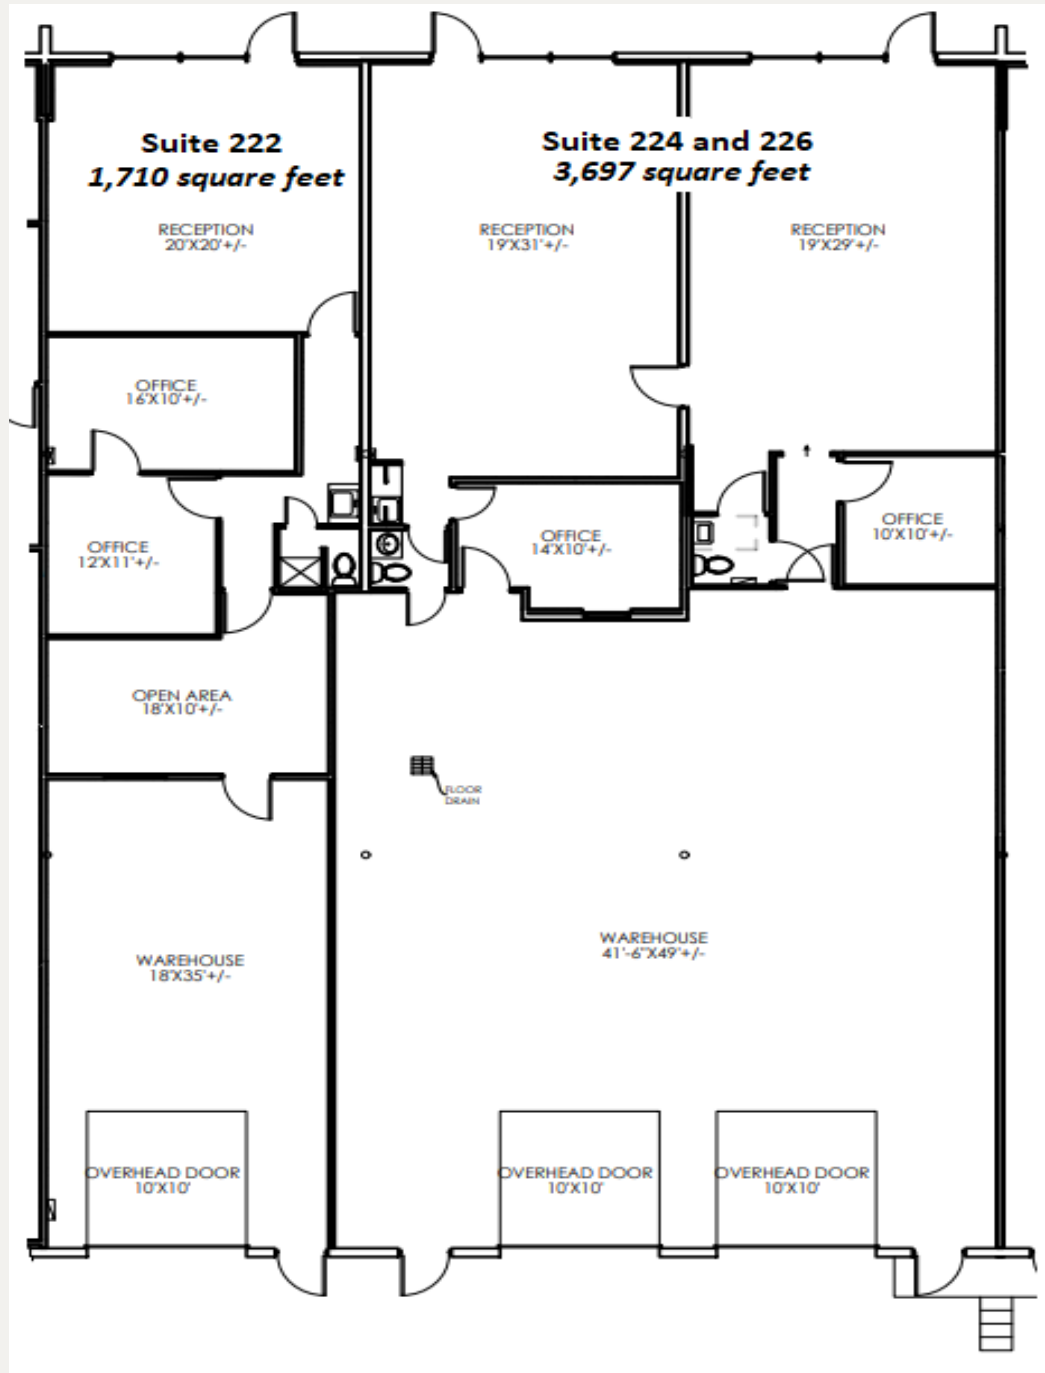 Suite 222
1,710 square feet
Suite 224 and 226
3,697 square feet
RECEPTION
20'X20'+/-
RECEPTION
19'X31'+/-
RECEPTION
19'X29'+/-
OFFICE
16'X10'+/-
OFFICE
12'X11'+/-
OFFICE
14'X10'+/-
OFFICE
10'X10'+/-
OPEN AREA
18'X10'+/-
FLOOR
DRAIN
WAREHOUSE
18'X35'+/-
WAREHOUSE
41'-6"X49'+/-
OVERHEAD DOOR
10'X10'
OVERHEAD DOOR
10'X10'
OVERHEAD DOOR
10'X10'